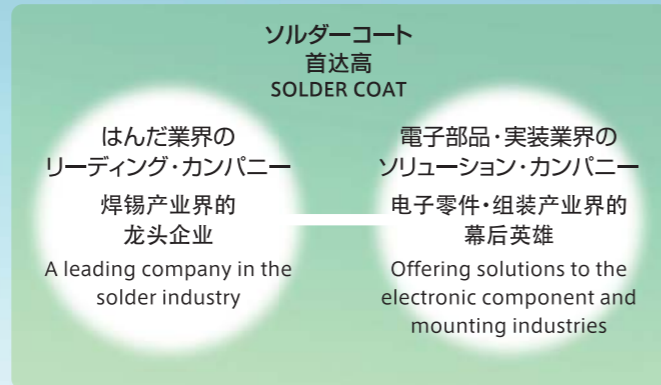 ソルダーコート
首达高
SOLDER COAT
はんだ業界の
リーディング・カンパニー
焊锡产业界的
龙头企业
A leading company in the
solder industry
電子部品・実装業界の
ソリューション・カンパニー
电子零件・组装产业界的
幕后英雄
Offering solutions to the
electronic component and
mounting industries